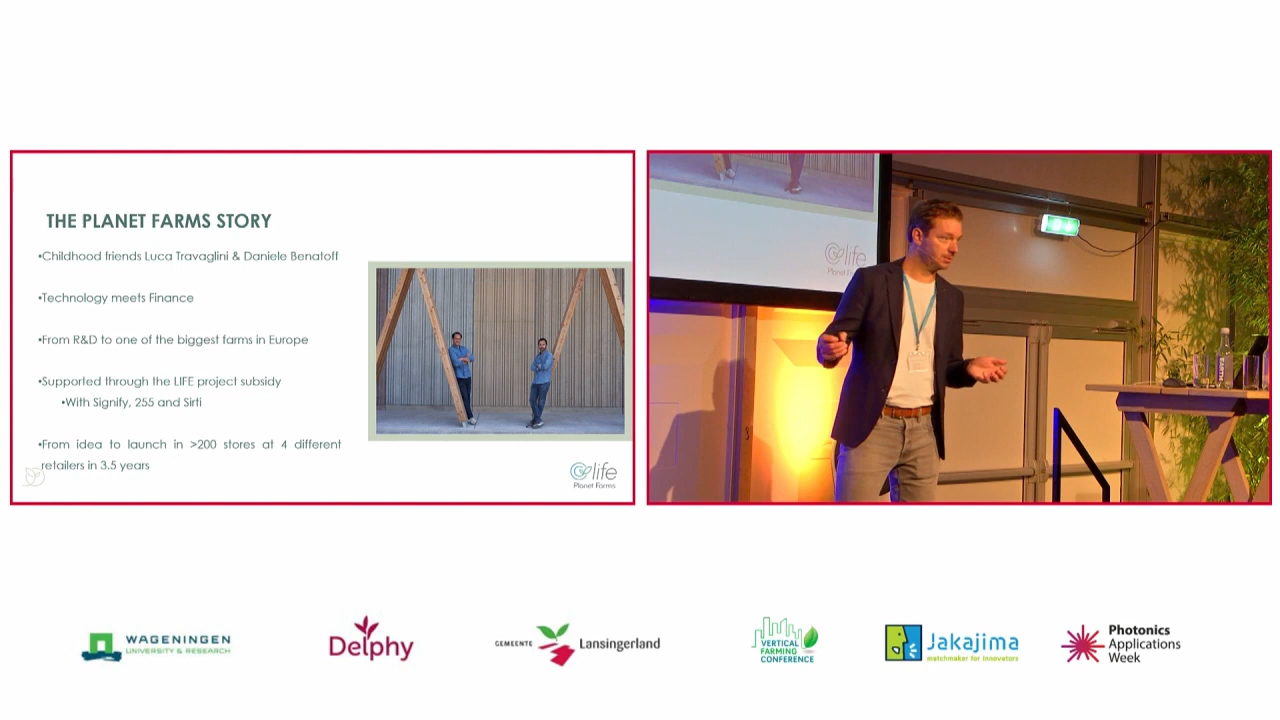 THE PLANET FARMS STORY
•Childhood friends Luca Travaglini & Daniele Benatoff
•Technology meets Finance
•From R&D to one of the biggest farms in Europe
•Supported through the LIFE project subsidy
•With Signify, 255 and Sirti
•From idea to launch in >200 stores at 4 different
retailers in 3.5 years
life
Planet Farms
life
Planet
EARTH
WAGENINGEN
UNIVERSITY & RESEARCH
Delphy
GEMEENTE Lansingerland
VERTICAL
FARMING
CONFERENCE
Jakajima
matchmaker for innovators
Photonics
Applications
Week